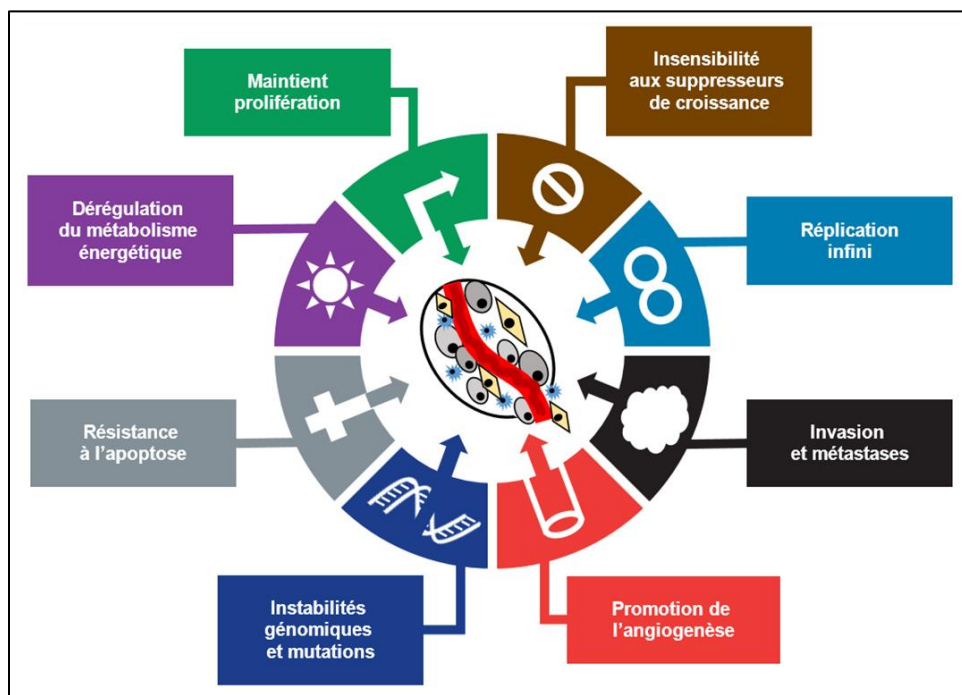 Maintient
prolifération
Insensibilité
aux suppresseurs
de croissance
Dérégulation
du métabolisme
énergétique
Réplication
infini
Résistance
à l'apoptose
Invasion
et métastases
Instabilités
génomiques
et mutations
Promotion de
l'angiogenèse